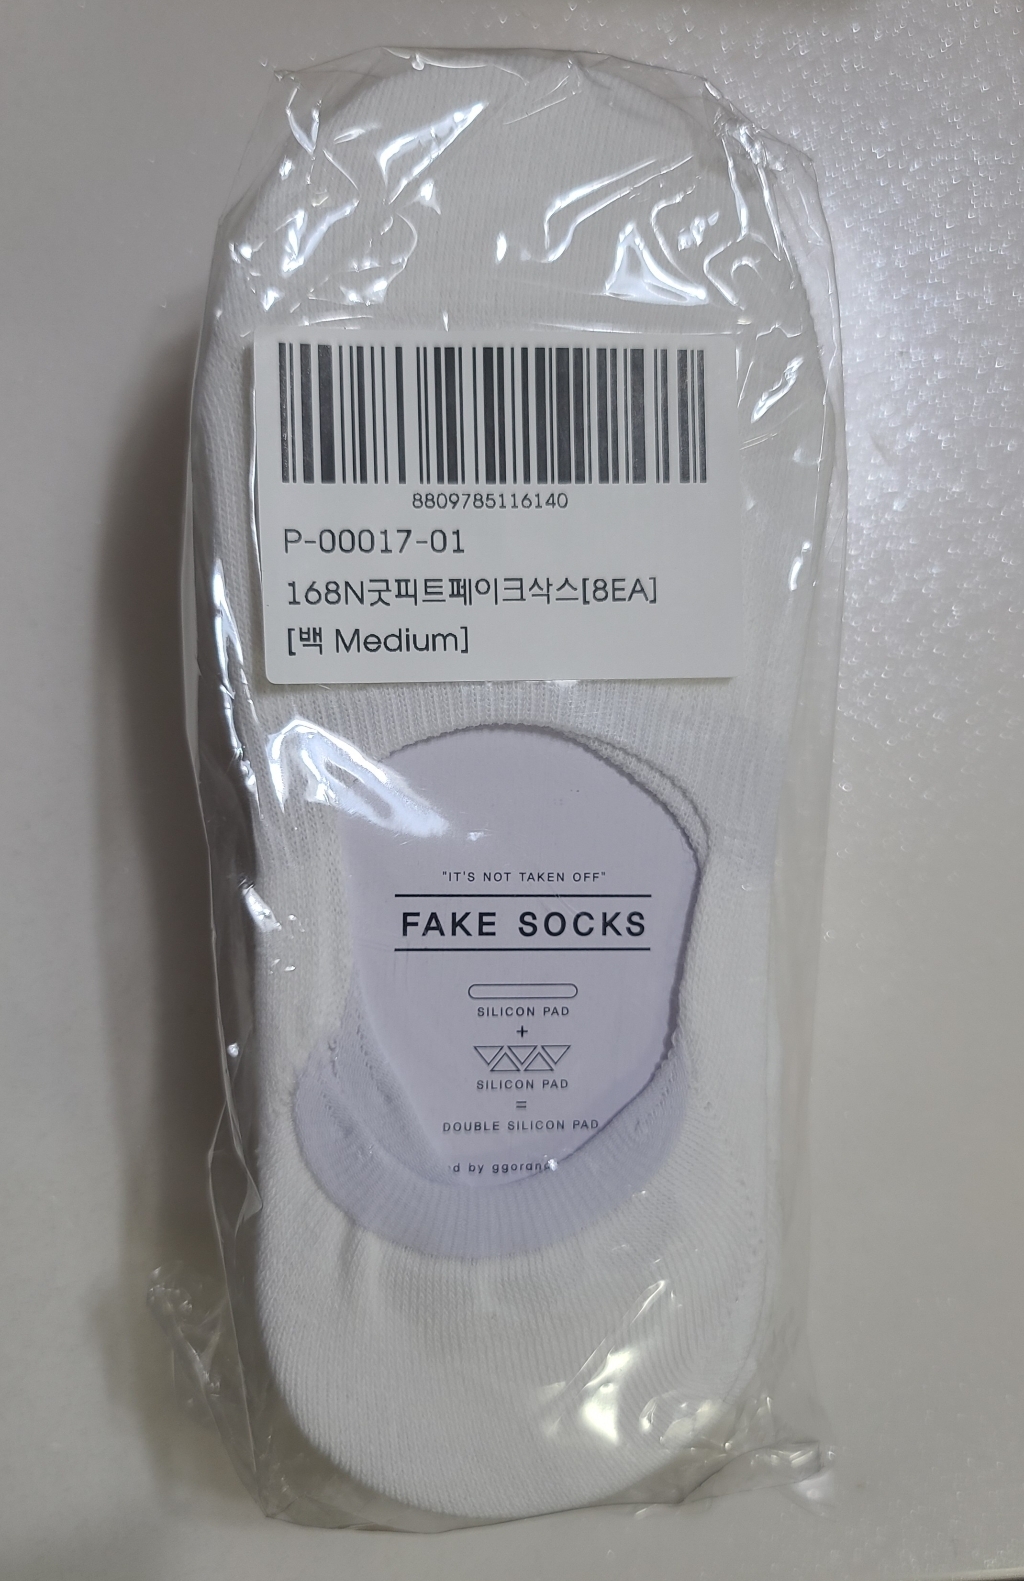 8809785116140
P-00017-01
168N굿피트페이크삭스[8EA]
[백 Medium]
"IT'S NOT TAKEN OFF"
FAKE SOCKS
SILICON PAD
+
SILICON PAD
=
DOUBLE SILICON PAD
by